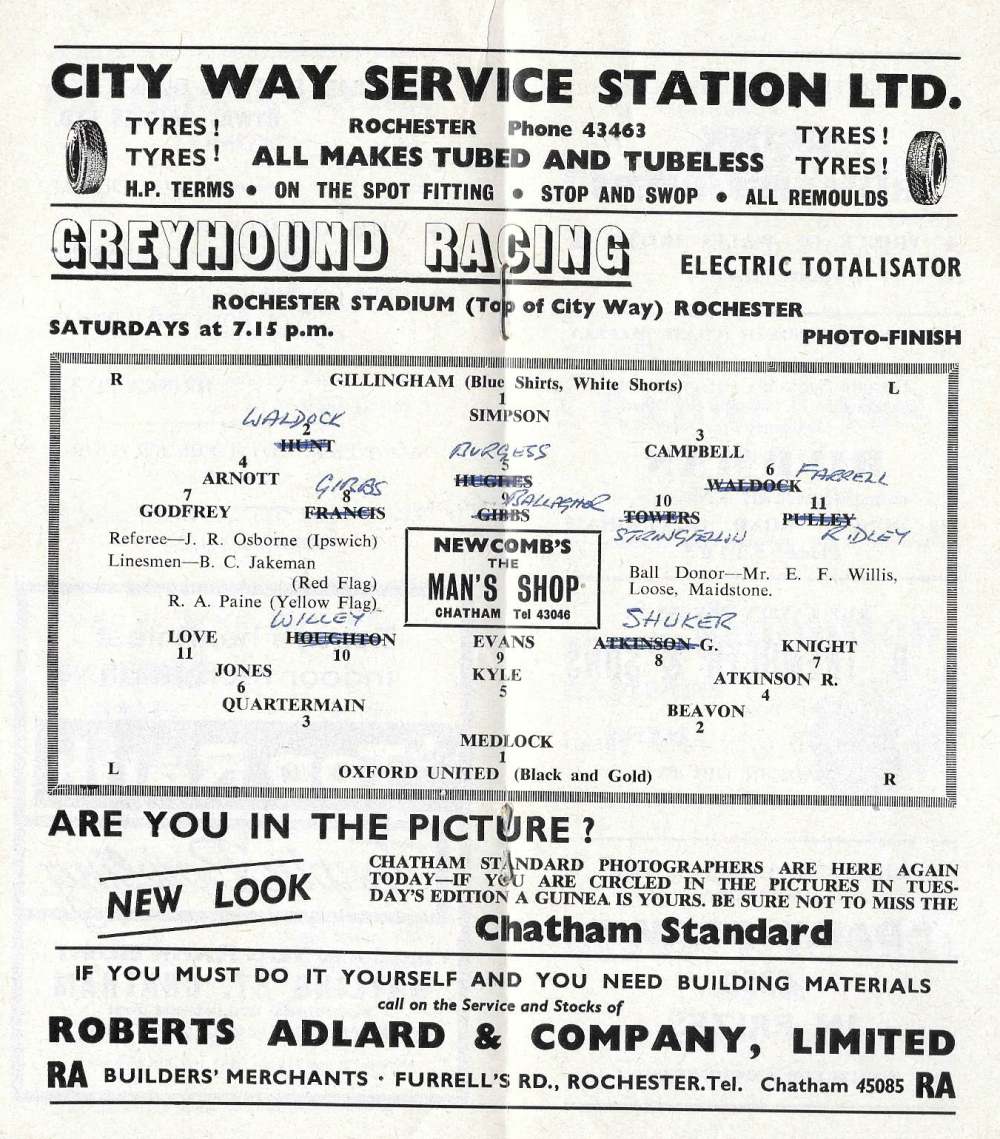 CITY WAY SERVICE STATION LTD.
TYRES! ROCHESTER Phone 43463 TYRES!
TYRES! ALL MAKES TUBED AND TUBELESS TYRES!
H.P. TERMS • ON THE SPOT FITTING • STOP AND SWOP • ALL REMOULDS
GREYHOUND RACING ELECTRIC TOTALISATOR
ROCHESTER STADIUM (Top of City Way) ROCHESTER
SATURDAYS at 7.15 p.m. PHOTO-FINISH
R GILLINGHAM (Blue Shirts, White Shorts) L
1
SIMPSON
WALDOCK
2 3
HUNT CAMPBELL
BURGESS
4 5 6 FARRELL
ARNOTT HUGHES WALDOCK
GIBBS
7 8 9 GALLAGHER 10 11
GODFREY FRANCIS GIBBS TOWERS PULLEY
STRINGFELLOW RIDLEY
Referee—J. R. Osborne (Ipswich)
Linesmen—B. C. Jakeman
(Red Flag)
R. A. Paine (Yellow Flag)
NEWCOMB'S
THE
MAN'S SHOP
CHATHAM Tel 43046
Ball Donor—Mr. E. F. Willis,
Loose, Maidstone.
WILLEY SHUKER
LOVE HOUGHTON EVANS ATKINSON G. KNIGHT
11 10 9 8 7
JONES KYLE ATKINSON R.
6 5 4
QUARTERMAIN BEAVON
3 2
MEDLOCK
1
L OXFORD UNITED (Black and Gold) R
ARE YOU IN THE PICTURE?
NEW LOOK
CHATHAM STANDARD PHOTOGRAPHERS ARE HERE AGAIN
TODAY—IF YOU ARE CIRCLED IN THE PICTURES IN TUES-
DAY'S EDITION A GUINEA IS YOURS. BE SURE NOT TO MISS THE
Chatham Standard
IF YOU MUST DO IT YOURSELF AND YOU NEED BUILDING MATERIALS
call on the Service and Stocks of
ROBERTS ADLARD & COMPANY, LIMITED
RA BUILDERS' MERCHANTS · FURRELL'S RD., ROCHESTER. Tel. Chatham 45085 RA